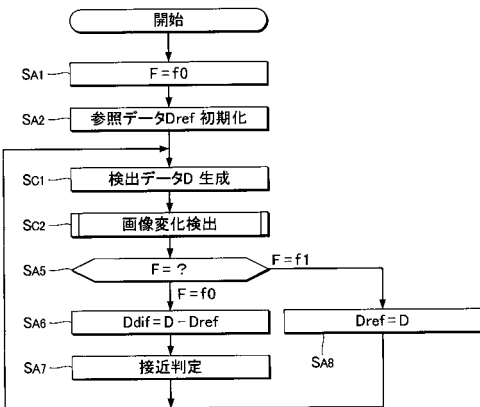 開始
SA1
F=f0
SA2
参照データDref 初期化
SC1
検出データD 生成
SC2
画像変化検出
SA5
F=?
F=f1
F=f0
SA6
Ddif=D-Dref
Dref=D
SA7
接近判定
SA8